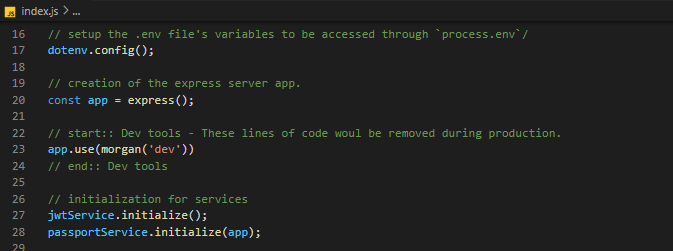 JS index.js > ...
16 // setup the .env file's variables to be accessed through `process.env`/
17 dotenv.config();
18
19 // creation of the express server app.
20 const app = express();
21
22 // start:: Dev tools - These lines of code woul be removed during production.
23 app.use(morgan('dev'))
24 // end:: Dev tools
25
26 // initialization for services
27 jwtService.initialize();
28 passportService.initialize(app);
29